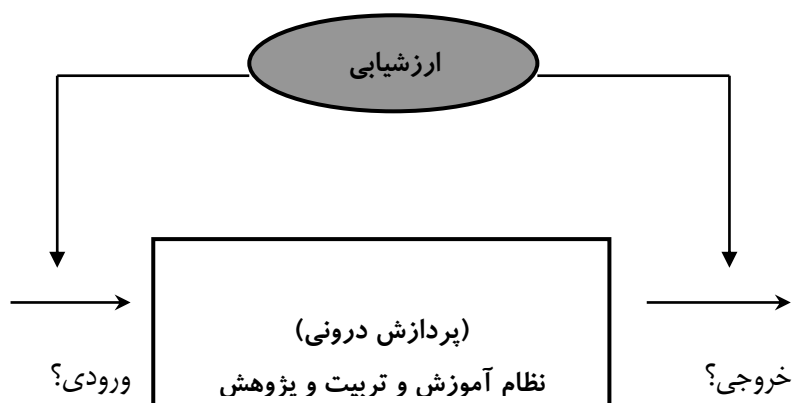 ارزشیابی
(پردازش درونی)
خروجی؟
نظام آموزش و تربیت و پژوهش
ورودی؟